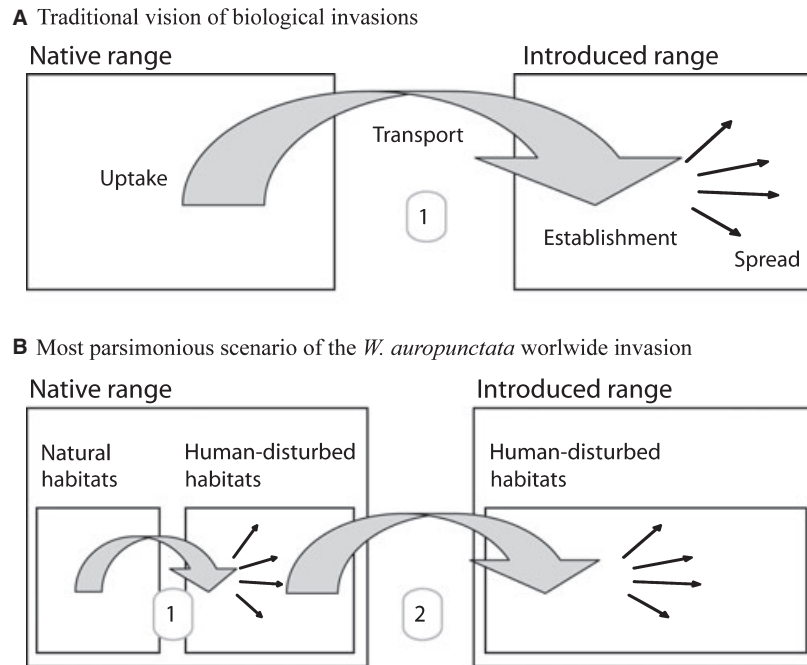 A Traditional vision of biological invasions
Native range
Introduced range
Transport
Uptake
1
Establishment
Spread
B Most parsimonious scenario of the W. auropunctata worlwide invasion
Native range
Introduced range
Natural
habitats
Human-disturbed
habitats
Human-disturbed
habitats
1
2